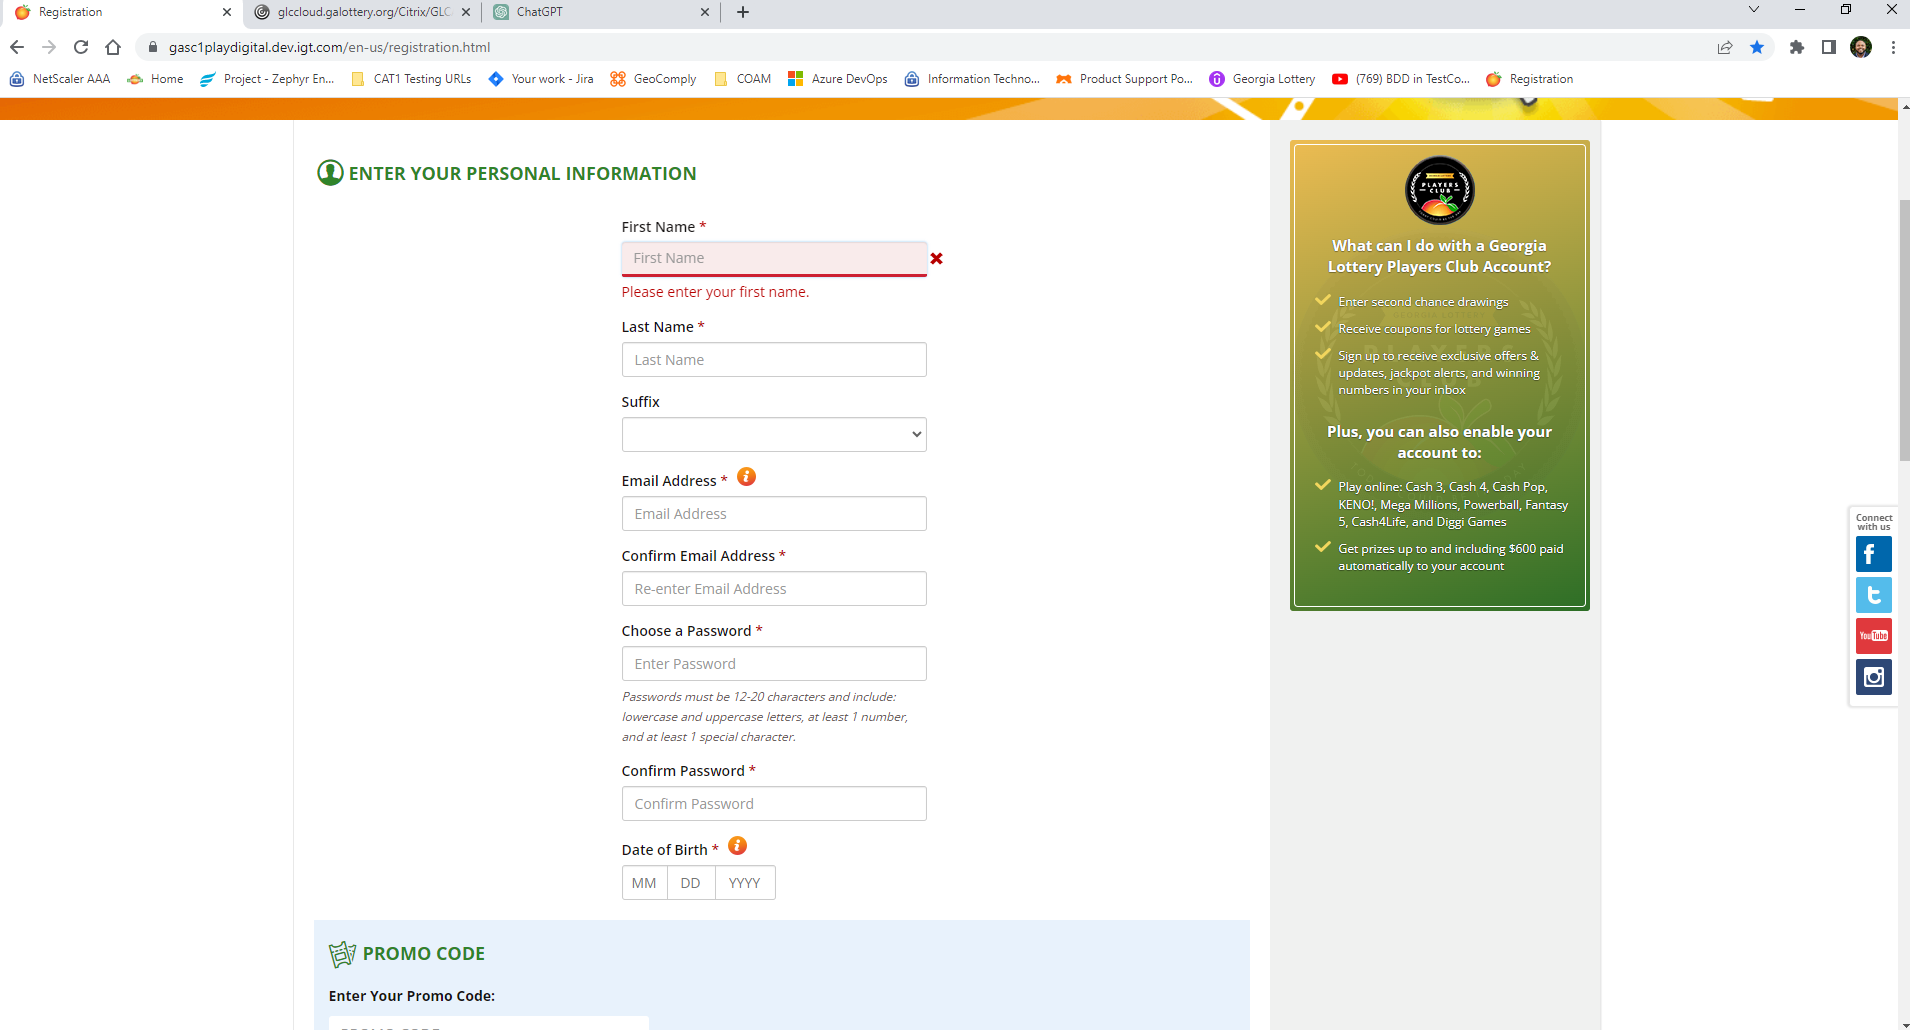 Registration
glccloud.galottery.org/Citrix/GLC
ChatGPT
gasc1playdigital.dev.igt.com/en-us/registration.html
NetScaler AAA
Home
Project - Zephyr En...
CAT1 Testing URLs
Your work - Jira
GeoComply
COAM
Azure DevOps
Information Techno...
Product Support Po...
Georgia Lottery
(769) BDD in TestCo...
Registration
ENTER YOUR PERSONAL INFORMATION
First Name *
First Name
Please enter your first name.
Last Name *
Last Name
Suffix
Email Address *
Email Address
Confirm Email Address *
Re-enter Email Address
Choose a Password *
Enter Password
Passwords must be 12-20 characters and include:
lowercase and uppercase letters, at least 1 number,
and at least 1 special character.
Confirm Password *
Confirm Password
Date of Birth *
MM
DD
YYYY
PROMO CODE
Enter Your Promo Code:
PROMO CODE
PLAYERS
CLUB
What can I do with a Georgia
Lottery Players Club Account?
Enter second chance drawings
Receive coupons for lottery games
Sign up to receive exclusive offers &
updates, jackpot alerts, and winning
numbers in your inbox
Plus, you can also enable your
account to:
Play online: Cash 3, Cash 4, Cash Pop,
KENO!, Mega Millions, Powerball, Fantasy
5, Cash4Life, and Diggi Games
Get prizes up to and including $600 paid
automatically to your account
Connect
with us
YouTube